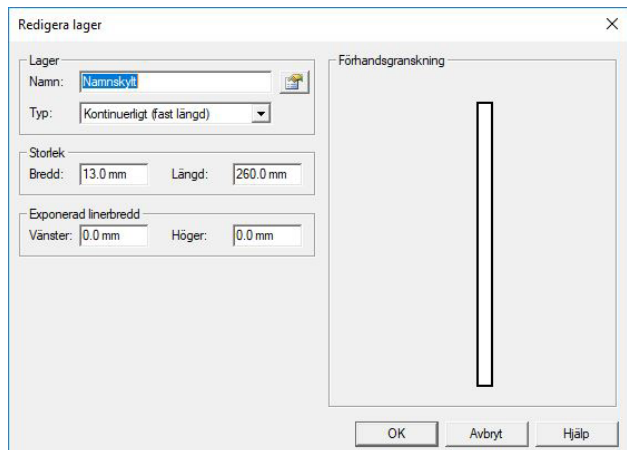 Redigera lager
Lager
Namn: Namnskylt
Typ: Kontinuerligt (fast längd)
Storlek
Bredd: 13.0 mm Längd: 260.0 mm
Exponerad linerbredd
Vänster: 0.0 mm Höger: 0.0 mm
Förhandsgranskning
OK Avbryt Hjälp